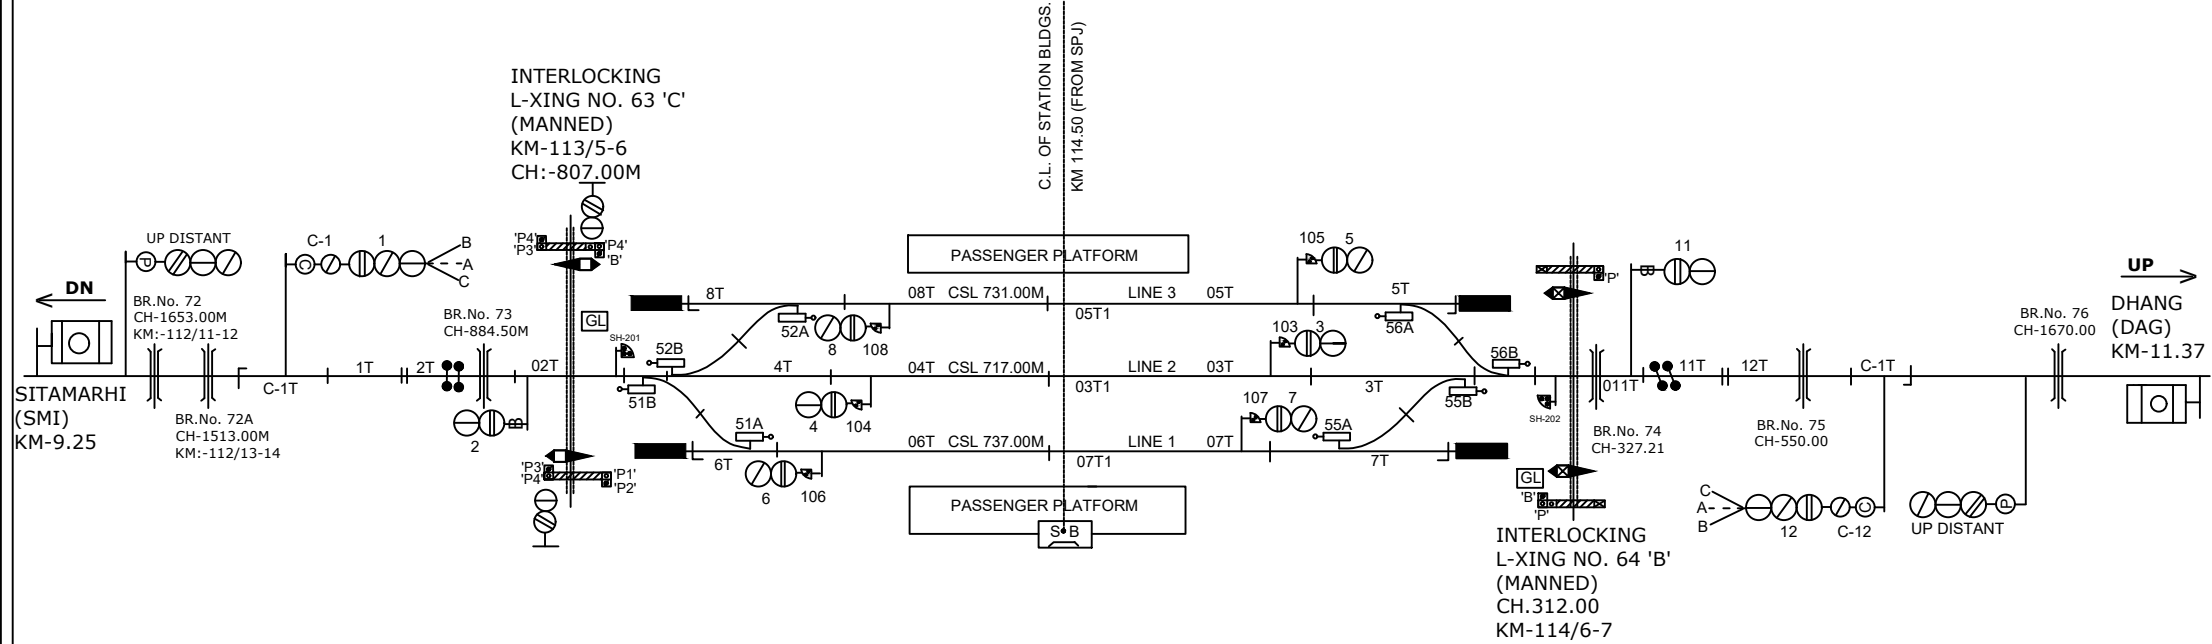 C.L. OF STATION BLDGS.
KM 114.50 (FROM SPJ)
INTERLOCKING
L-XING NO. 63 'C'
(MANNED)
KM-113/5-6
CH:-807.00M
'P4'
'P3'
'P4'
'B'
UP DISTANT
P
C-1
1
C
B
A
C
DN
BR.No. 72
CH-1653.00M
KM:-112/11-12
BR.No. 73
CH-884.50M
GL
SH-201
PASSENGER PLATFORM
105
5
11
B
'P'
UP
DHANG
(DAG)
KM-11.37
BR.No. 76
CH-1670.00
8T
08T
CSL 731.00M
LINE 3
05T
5T
05T1
52A
8
108
103
3
56A
52B
56B
C-1T
1T
2T
02T
4T
04T
CSL 717.00M
LINE 2
03T
3T
03T1
011T
11T
12T
C-1T
SITAMARHI
(SMI)
KM-9.25
BR.No. 72A
CH-1513.00M
KM:-112/13-14
2
B
51B
51A
4
104
107
7
55A
55B
SH-202
BR.No. 74
CH-327.21
BR.No. 75
CH-550.00
6T
06T
CSL 737.00M
LINE 1
07T
7T
07T1
'P3'
'P4'
'P1'
'P2'
6
106
PASSENGER PLATFORM
S B
GL
'B'
'P'
C
A
B
12
C-12
C
UP DISTANT
P
INTERLOCKING
L-XING NO. 64 'B'
(MANNED)
CH.312.00
KM-114/6-7